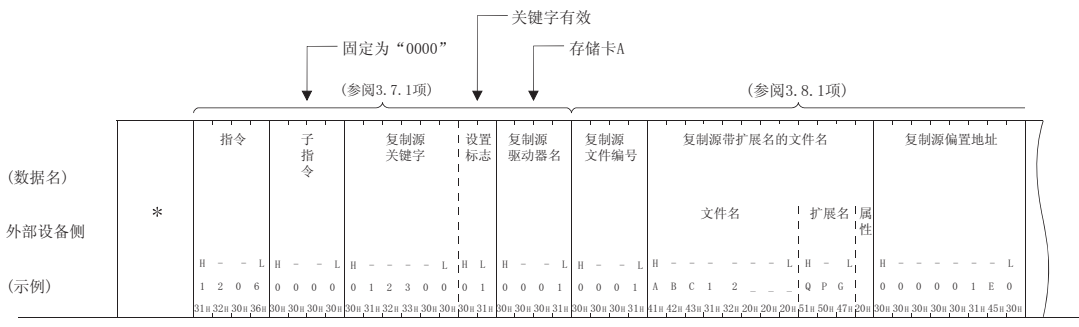 关键字有效
固定为“0000”
存储卡A
(参阅3.7.1项)
(参阅3.8.1项)
指令
子指令
复制源关键字
设置标志
复制源驱动器名
复制源文件编号
复制源带扩展名的文件名
复制源偏置地址
(数据名)
*
外部设备侧
文件名
扩展名
属性
H - - L H - - L H - - - - L H L H - - L H - - L H - - - - - - L H - L H - - - - - - L
(示例)
1 2 0 6 0 0 0 0 0 1 2 3 0 0 0 1 0 0 0 1 0 0 0 1 A B C 1 2 _ _ _ Q P G 0 0 0 0 0 1 E 0
31H 32H 30H 36H 30H 30H 30H 30H 30H 31H 32H 33H 30H 30H 30H 31H 30H 30H 30H 31H 30H 30H 30H 31H 41H 42H 43H 31H 32H 20H 20H 20H 51H 50H 47H 20H 30H 30H 30H 30H 30H 31H 45H 30H